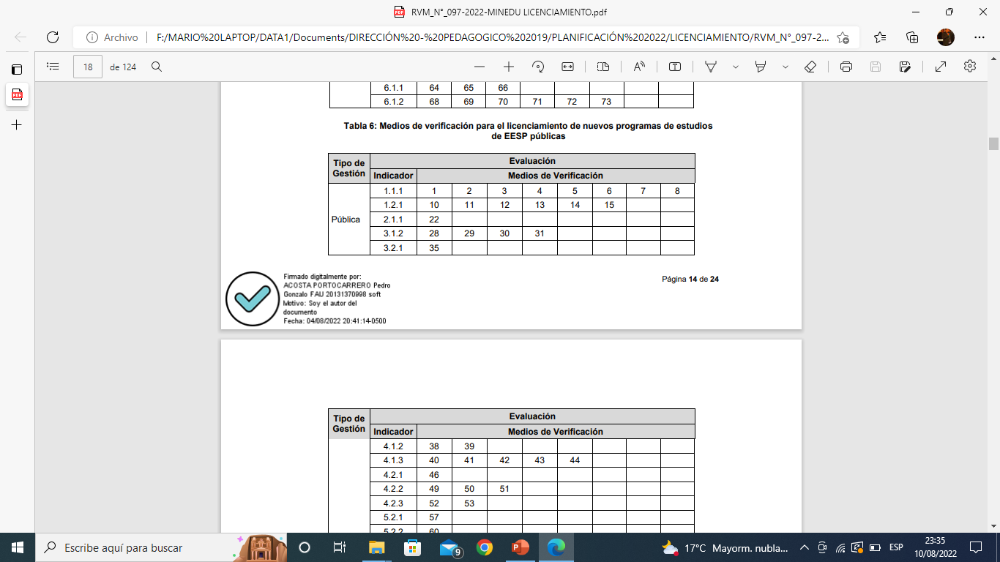 RVM_N°_097-2022-MINEDU LICENCIAMIENTO.pdf
Archivo
F:/MARIO%20LAPTOP/DATA1/Documents/DIRECCIÓN%20-%20PEDAGOGICO%202019/PLANIFICACIÓN%202022/LICENCIAMIENTO/RVM_N°_097-2...
18 de 124
6.1.1 64 65 66
6.1.2 68 69 70 71 72 73
Tabla 6: Medios de verificación para el licenciamiento de nuevos programas de estudios
de EESP públicas
Tipo de Gestión Evaluación
Indicador Medios de Verificación
Pública
1.1.1 1 2 3 4 5 6 7 8
1.2.1 10 11 12 13 14 15
2.1.1 22
3.1.2 28 29 30 31
3.2.1 35
Firmado digitalmente por:
ACOSTA PORTOCARRERO Pedro
Gonzalo FAU 20131370998 soft
Motivo: Soy el autor del
documento
Fecha: 04/08/2022 20:41:14-0500
Página 14 de 24
Tipo de Gestión Evaluación
Indicador Medios de Verificación
4.1.2 38 39
4.1.3 40 41 42 43 44
4.2.1 46
4.2.2 49 50 51
4.2.3 52 53
5.2.1 57
5.2.2 60
Escribe aquí para buscar
9
17°C Mayorm. nubla...
ESP
23:35
10/08/2022